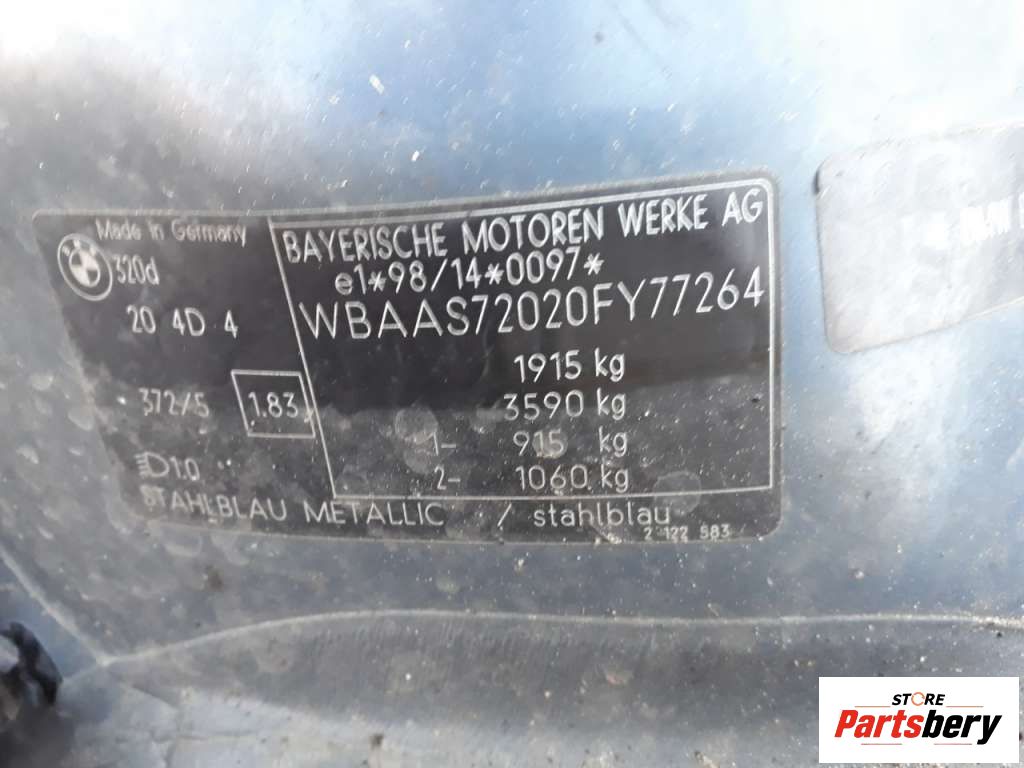 Made in Germany
320d
20 4D 4
372/5
1.83
1.0
BAYERISCHE MOTOREN WERKE AG
e1*98/14*0097*
WBAAS72020FY77264
1915 kg
3590 kg
1- 915 kg
2- 1060 kg
STAHLBLAU METALLIC / stahlblau
2 122 583
STORE
Partsbery